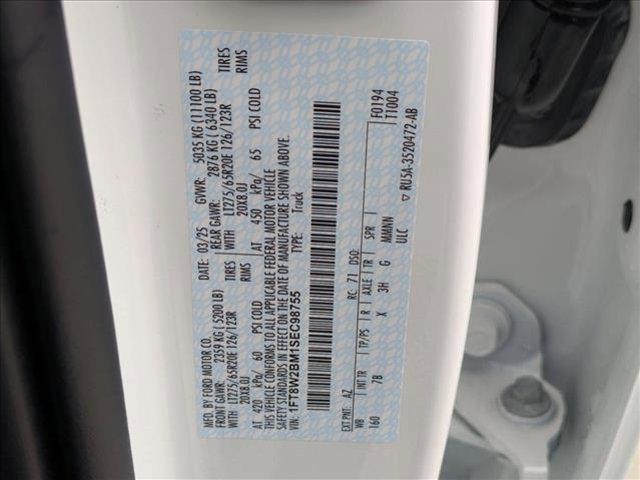 MFD. BY FORD MOTOR CO. DATE: 03/25 GVWR: 5035 KG (11100 LB)
FRONT GAWR: 2359 KG (5200 LB) REAR GAWR: 2876 KG (6340 LB)
WITH LT275/65R20E 126/123R TIRES WITH LT275/65R20E 126/123R TIRES
20X8.0J RIMS 20X8.0J RIMS
AT 420 kPa/ 60 PSI COLD AT 450 kPa/ 65 PSI COLD
THIS VEHICLE CONFORMS TO ALL APPLICABLE FEDERAL MOTOR VEHICLE
SAFETY STANDARDS IN EFFECT ON THE DATE OF MANUFACTURE SHOWN ABOVE.
VIN: 1FT8W2BM1SEC98755 Truck
F0194
T1004
EXT PNT: AZ RC: 71 DSO:
WB INT TR TP/PS R AXLE TR SPR
160 7B X 3H G MMANN
ULC
RU5A-3520472-AB